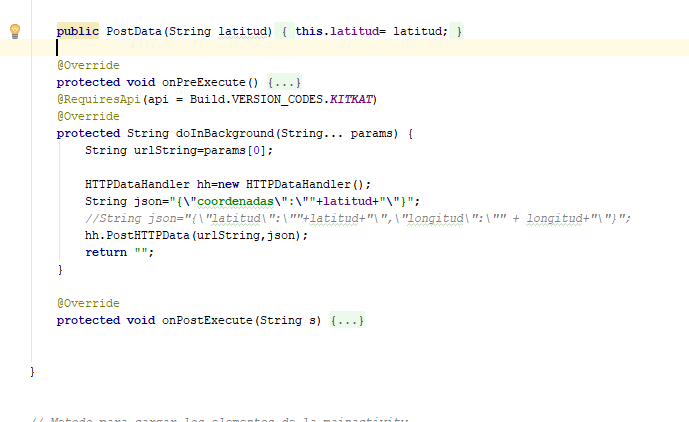 public PostData(String latitud) { this.latitud= latitud; }
@Override
protected void onPreExecute() {...}
@RequiresApi(api = Build.VERSION_CODES.KITKAT)
@Override
protected String doInBackground(String... params) {
String urlString=params[0];
HTTPDataHandler hh=new HTTPDataHandler();
String json="{\"coordenadas\":\""+latitud+"\"}";
//String json="{\"latitud\":\""+latitud+"\",\"longitud\":\"" + longitud+"\"}";
hh.PostHTTPData(urlString,json);
return "";
}
@Override
protected void onPostExecute(String s) {...}
}
// Metodo para cargar los elementos de la mainactivity